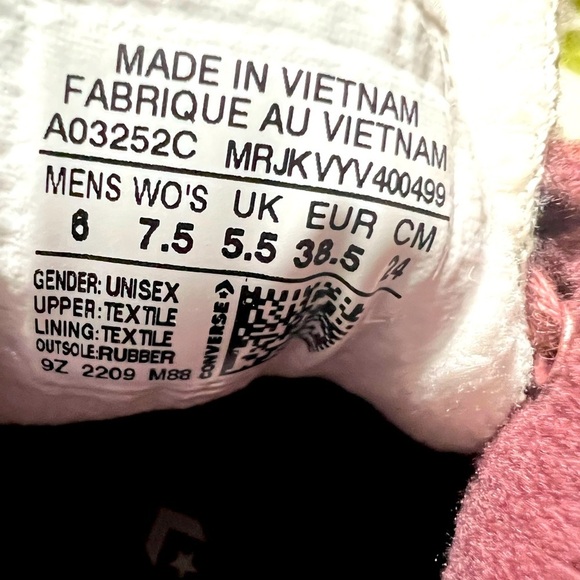 MADE IN VIETNAM
FABRIQUE AU VIETNAM
A03252C MRJKVYV400499
MENS WO'S UK EUR CM
6 7.5 5.5 38.5 24
GENDER: UNISEX
UPPER: TEXTILE
LINING: TEXTILE
OUTSOLE: RUBBER
9Z 2209 M88
CONVERSE